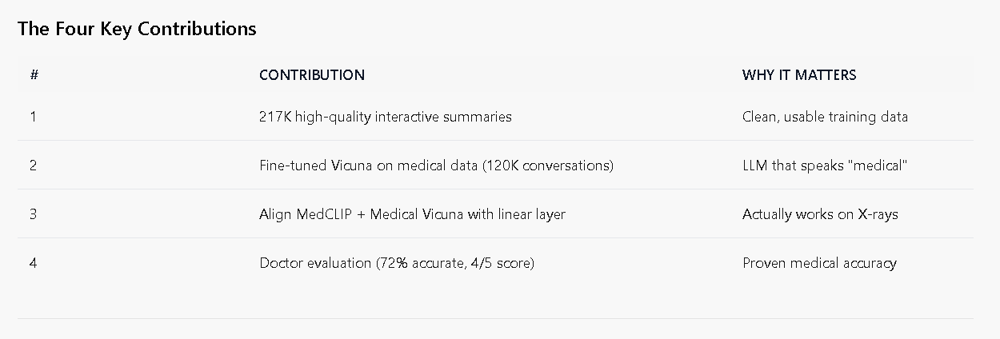 The Four Key Contributions
# CONTRIBUTION WHY IT MATTERS
1 217K high-quality interactive summaries Clean, usable training data
2 Fine-tuned Vicuna on medical data (120K conversations) LLM that speaks "medical"
3 Align MedCLIP + Medical Vicuna with linear layer Actually works on X-rays
4 Doctor evaluation (72% accurate, 4/5 score) Proven medical accuracy